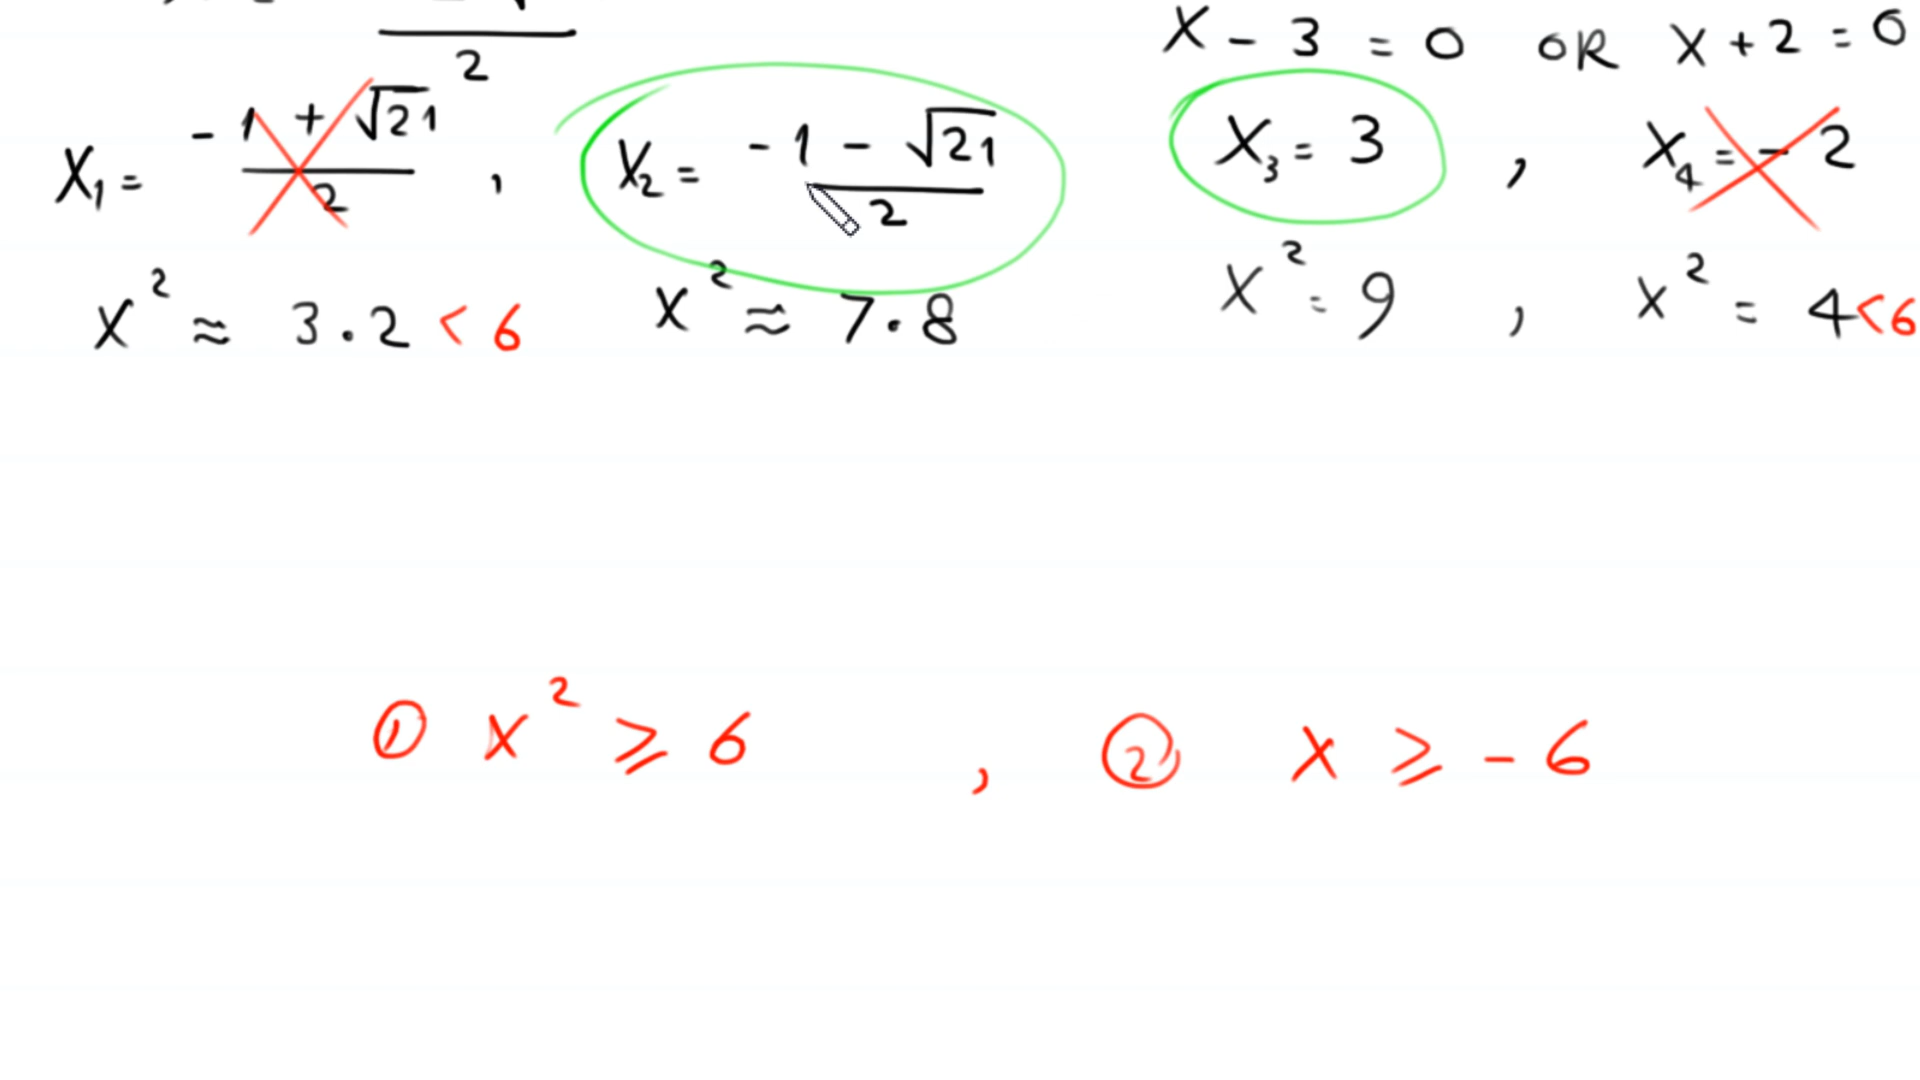 2
x - 3 = 0 OR x + 2 = 0
x₁ = (-1 + √21)/2 , x₂ = (-1 - √21)/2
x₃ = 3 , x₄ = -2
x² ≈ 3.2 < 6
x² ≈ 7.8
x² = 9 , x² = 4 < 6
① x² ≥ 6 , ② x ≥ -6